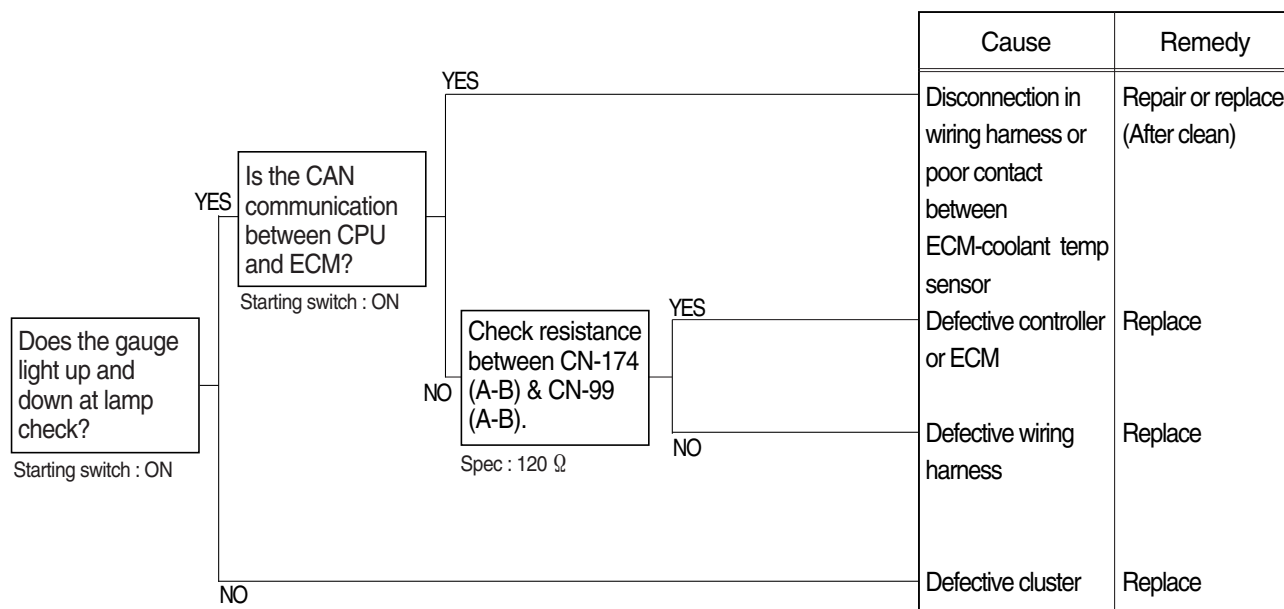 Cause
Remedy
YES
Disconnection in
wiring harness or
poor contact
between
ECM-coolant temp
sensor
Repair or replace
(After clean)
YES
Is the CAN
communication
between CPU
and ECM?
Starting switch : ON
YES
Defective controller
or ECM
Replace
Does the gauge
light up and
down at lamp
check?
Starting switch : ON
NO
Check resistance
between CN-174
(A-B) & CN-99
(A-B).
Spec : 120 Ω
NO
Defective wiring
harness
Replace
NO
Defective cluster
Replace